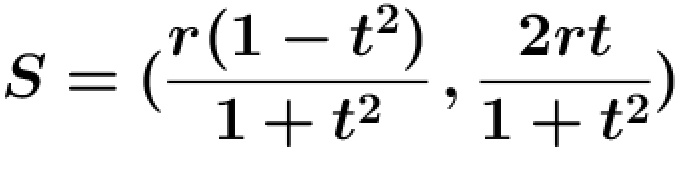 S = (\frac{r(1 - t^2)}{1 + t^2}, \frac{2rt}{1 + t^2})